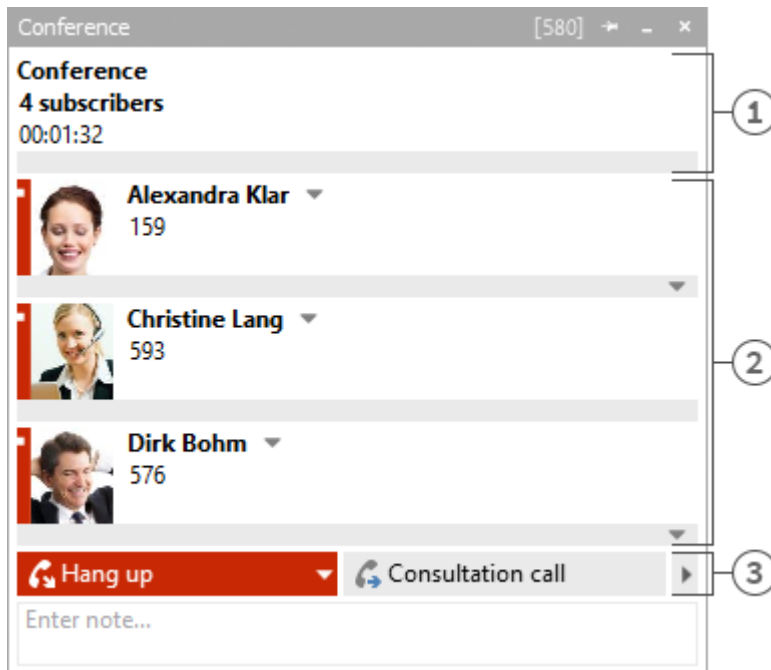 Conference [580]
Conference
4 subscribers
00:01:32
1
Alexandra Klar
159
Christine Lang
593
2
Dirk Bohm
576
Hang up Consultation call
3
Enter note...